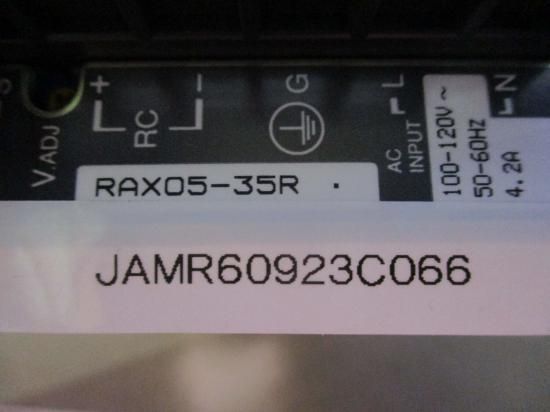 S
V.ADJ
+ -
RC
G
L
AC
INPUT
N
100-120V~
50-60HZ
4.2A
RAX05-35R .
JAMR60923C066